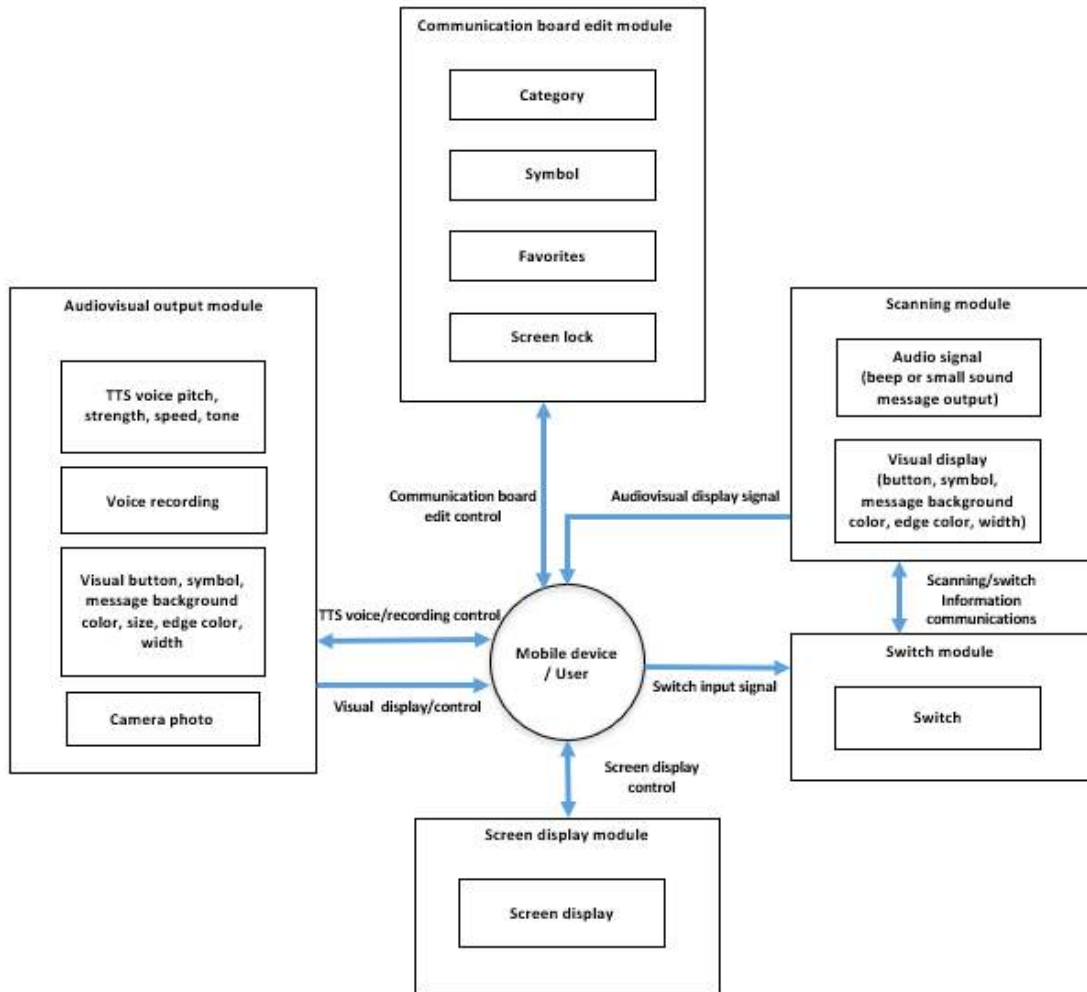 Communication board edit module
Category
Symbol
Favorites
Screen lock
Audiovisual output module
TTS voice pitch,
strength, speed, tone
Voice recording
Visual button, symbol,
message background
color, size, edge color,
width
Camera photo
Scanning module
Audio signal
(beep or small sound
message output)
Visual display
(button, symbol,
message background
color, edge color, width)
Communication board
edit control
Audiovisual display signal
Scanning/switch
Information
communications
TTS voice/recording control
Visual display/control
Mobile device
/ User
Switch input signal
Switch module
Switch
Screen display
control
Screen display module
Screen display